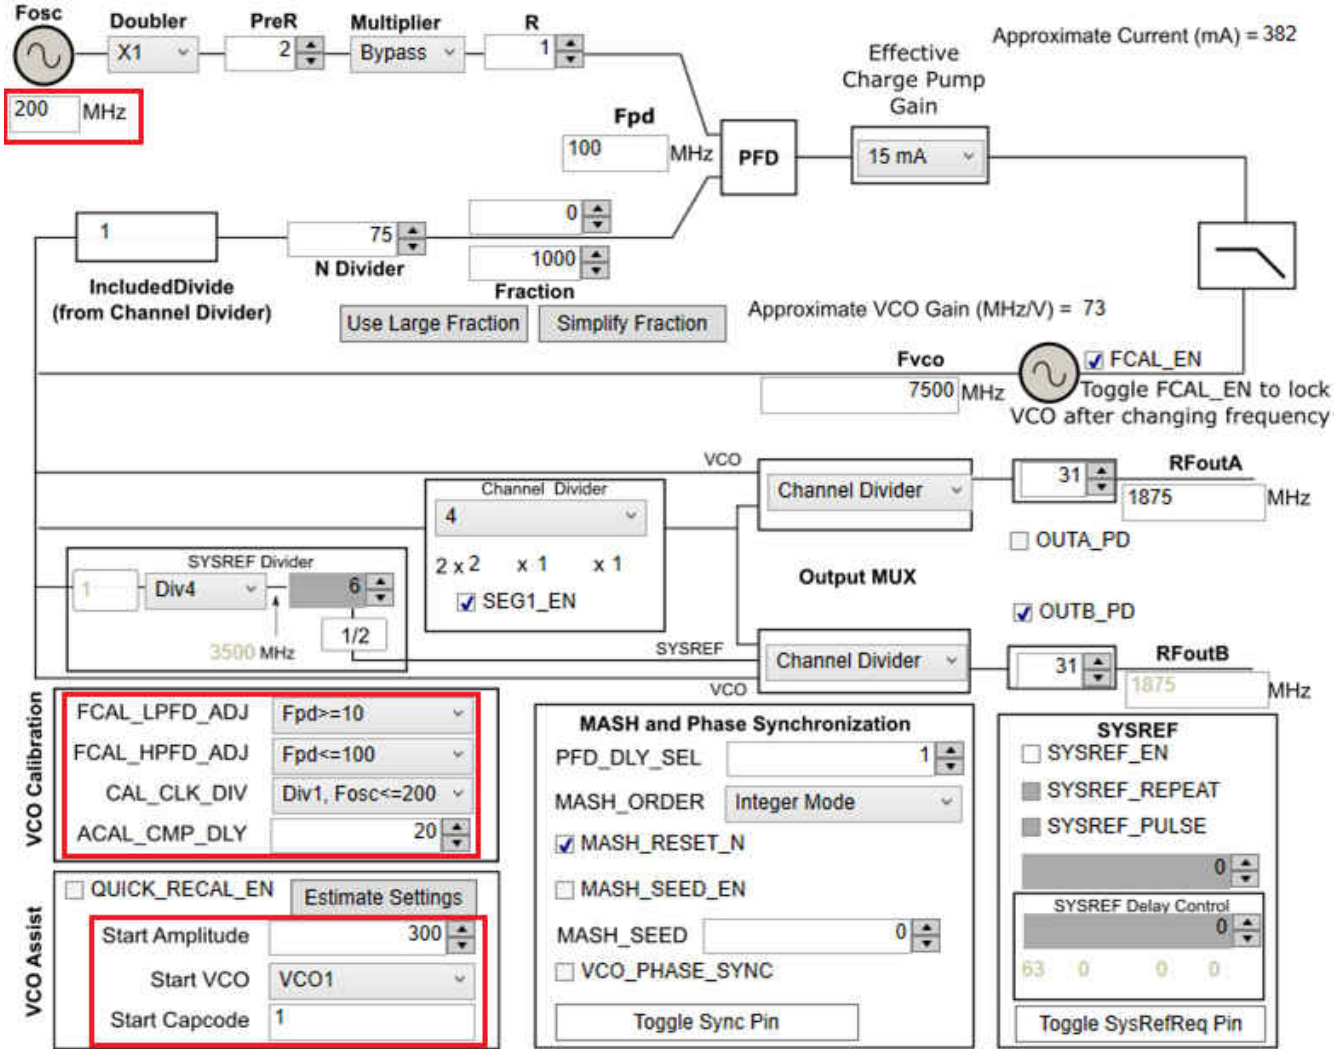 Fosc
Doubler
PreR
Multiplier
R
X1
2
Bypass
1
200 MHz
Approximate Current (mA) = 382
Effective
Charge Pump
Gain
15 mA
Fpd
100 MHz
PFD
1
IncludedDivide
(from Channel Divider)
75
N Divider
0
1000
Fraction
Use Large Fraction
Simplify Fraction
Approximate VCO Gain (MHz/V) = 73
Fvco
7500 MHz
FCAL_EN
Toggle FCAL_EN to lock
VCO after changing frequency
VCO
Channel Divider
4
2 x 2 x 1 x 1
SEG1_EN
Channel Divider
31
RFoutA
1875 MHz
OUTA_PD
Output MUX
OUTB_PD
SYSREF Divider
1
Div4
6
1/2
3500 MHz
SYSREF
Channel Divider
VCO
31
RFoutB
1875 MHz
VCO Calibration
FCAL_LPFD_ADJ Fpd>=10
FCAL_HPFD_ADJ Fpd<=100
CAL_CLK_DIV Div1, Fosc<=200
ACAL_CMP_DLY 20
VCO Assist
QUICK_RECAL_EN
Estimate Settings
Start Amplitude 300
Start VCO VCO1
Start Capcode 1
MASH and Phase Synchronization
PFD_DLY_SEL 1
MASH_ORDER Integer Mode
MASH_RESET_N
MASH_SEED_EN
MASH_SEED 0
VCO_PHASE_SYNC
Toggle Sync Pin
SYSREF
SYSREF_EN
SYSREF_REPEAT
SYSREF_PULSE
0
SYSREF Delay Control
0
63 0 0 0
Toggle SysRefReq Pin